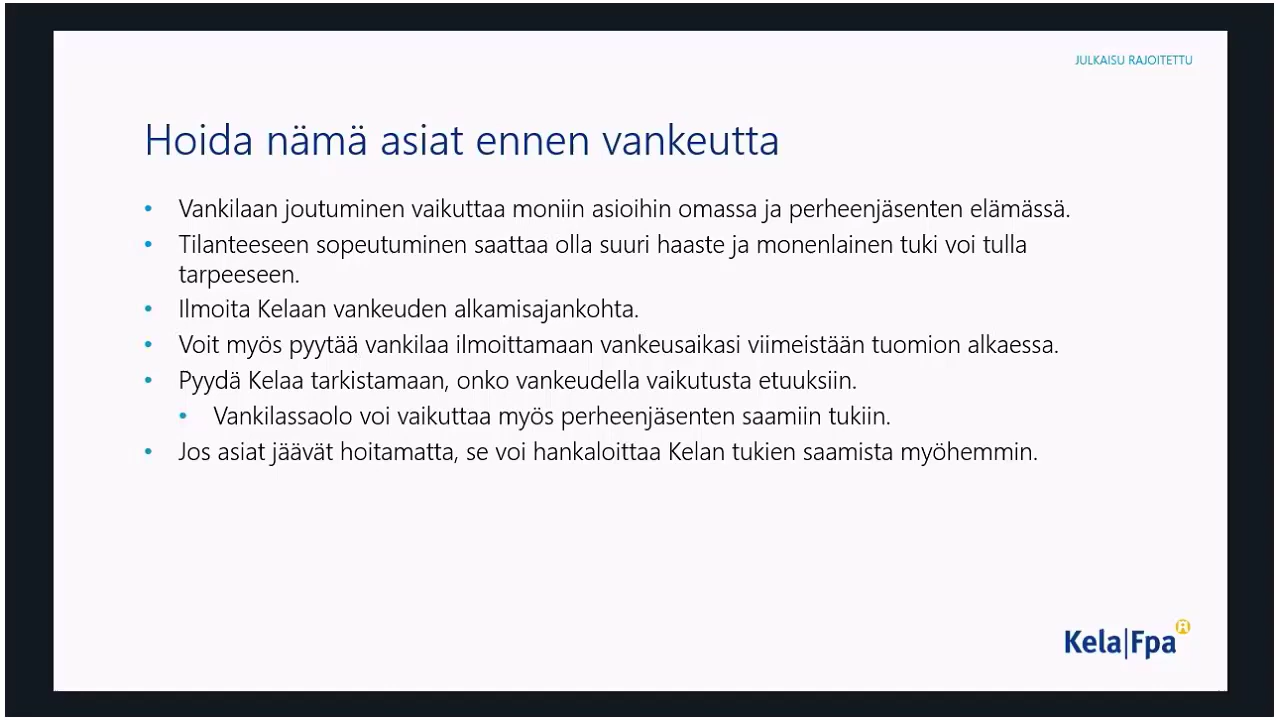 JULKAISU RAJOITETTU
Hoida nämä asiat ennen vankeutta
• Vankilaan joutuminen vaikuttaa moniin asioihin omassa ja perheenjäsenten elämässä.
• Tilanteeseen sopeutuminen saattaa olla suuri haaste ja monenlainen tuki voi tulla
tarpeeseen.
• Ilmoita Kelaan vankeuden alkamisajankohta.
• Voit myös pyytää vankilaa ilmoittamaan vankeusaikasi viimeistään tuomion alkaessa.
• Pyydä Kelaa tarkistamaan, onko vankeudella vaikutusta etuuksiin.
• Vankilassaolo voi vaikuttaa myös perheenjäsenten saamiin tukiin.
• Jos asiat jäävät hoitamatta, se voi hankaloittaa Kelan tukien saamista myöhemmin.
Kela|Fpa